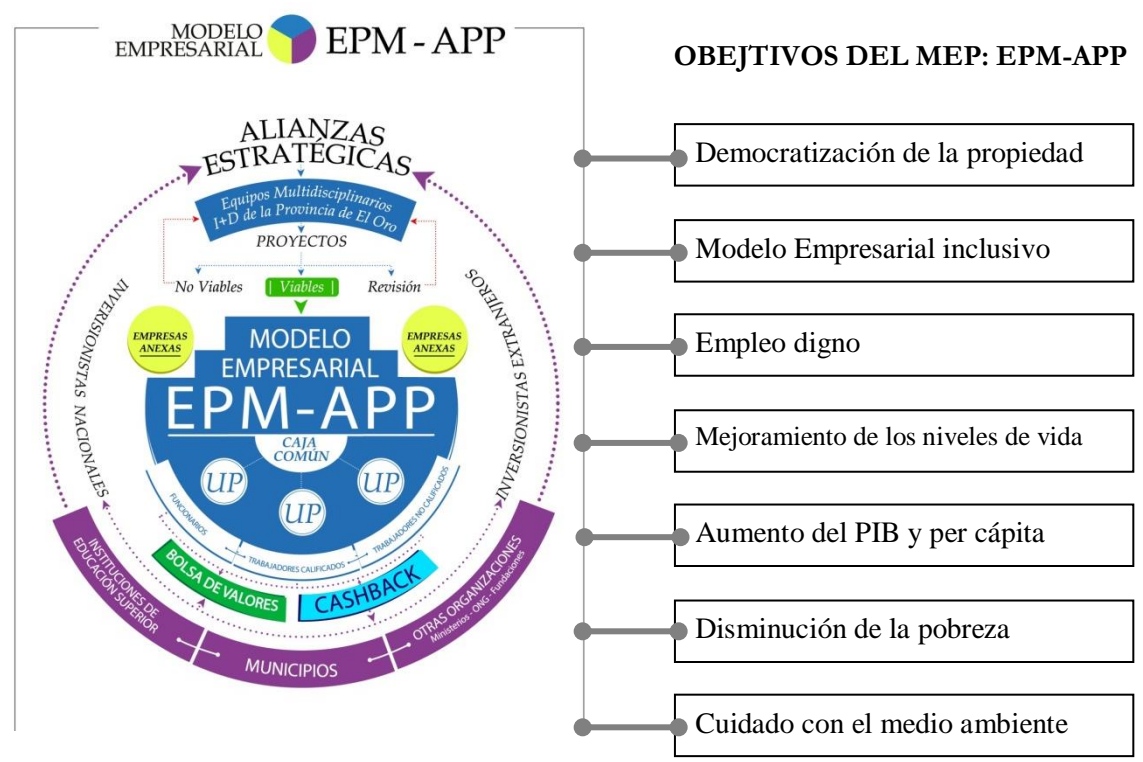 MODELO
EMPRESARIAL
EPM - APP
ALIANZAS
ESTRATÉGICAS
Equipos Multidisciplinarios
I+D de la Provincia de El Oro
PROYECTOS
No Viables
| Viables |
Revisión
INVERISIONISTAS NACIONALES
INVERSIONISTAS EXTRANJEROS
EMPRESAS
ANEXAS
EMPRESAS
ANEXAS
MODELO
EMPRESARIAL
EPM-APP
CAJA
COMÚN
UP
UP
UP
FUNCIONARIOS
TRABAJADORES CALIFICADOS
TRABAJADORES NO CALIFICADOS
BOLSA DE VALORES
CASHBACK
INSTITUCIONES DE
EDUCACIÓN SUPERIOR
MUNICIPIOS
OTRAS ORGANIZACIONES
Ministerios - ONG - Fundaciones
OBEJTIVOS DEL MEP: EPM-APP
Democratización de la propiedad
Modelo Empresarial inclusivo
Empleo digno
Mejoramiento de los niveles de vida
Aumento del PIB y per cápita
Disminución de la pobreza
Cuidado con el medio ambiente